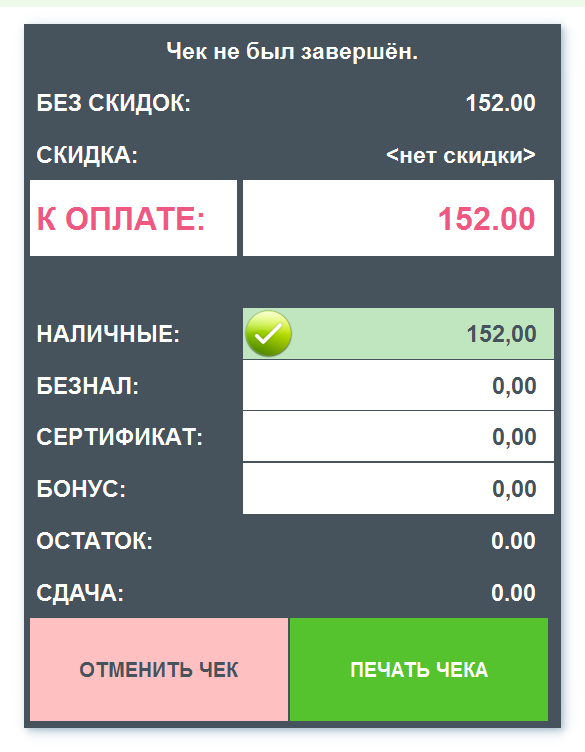 Чек не был завершён.
БЕЗ СКИДОК: 152.00
СКИДКА: <нет скидки>
К ОПЛАТЕ: 152.00
НАЛИЧНЫЕ: 152,00
БЕЗНАЛ: 0,00
СЕРТИФИКАТ: 0,00
БОНУС: 0,00
ОСТАТОК: 0.00
СДАЧА: 0.00
ОТМЕНИТЬ ЧЕК ПЕЧАТЬ ЧЕКА